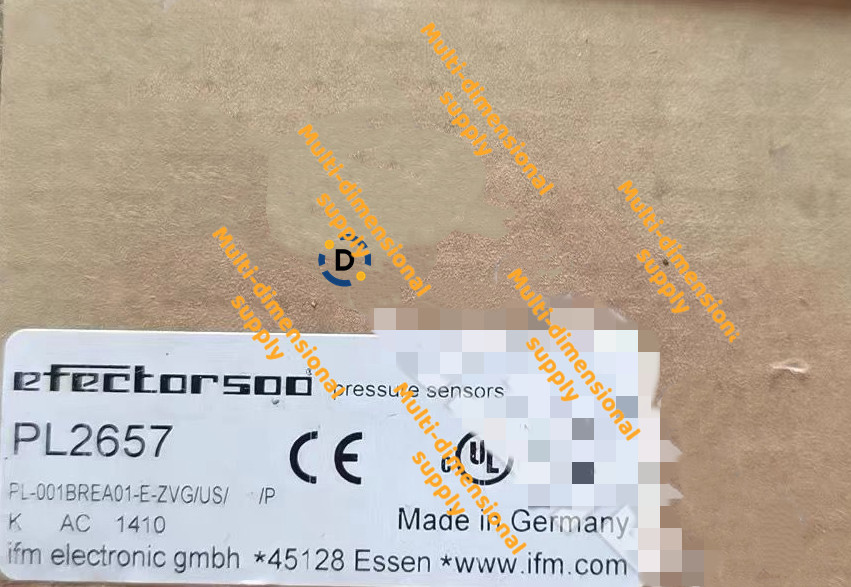 Multi-dimensional
supply
Multi-dimensional
supply
Multi-dimensioni
supply
Multi-dimensional
supply
D
Multi-dimensional
supply
efector500® pressure sensors
PL2657
CE
c UL
Multi-dimensional
supply
PL-001BREA01-E-ZVG/US/ /P
K AC 1410
Made in Germany
ifm electronic gmbh *45128 Essen *www.ifm.com